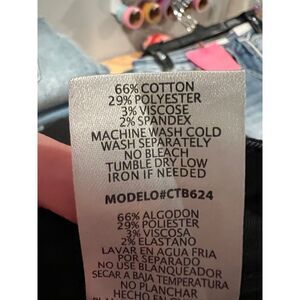 66% COTTON
29% POLYESTER
3% VISCOSE
2% SPANDEX
MACHINE WASH COLD
WASH SEPARATELY
NO BLEACH
TUMBLE DRY LOW
IRON IF NEEDED
MODELO#CTB624
66% ALGODON
29% POLIESTER
3% VISCOSA
2% ELASTANO
LAVAR EN AGUA FRIA
POR SEPARADO
NO USE BLANQUEADOR
SECAR A BAJA TEMPERATURA
NO PLANCHAR
HECHO EN